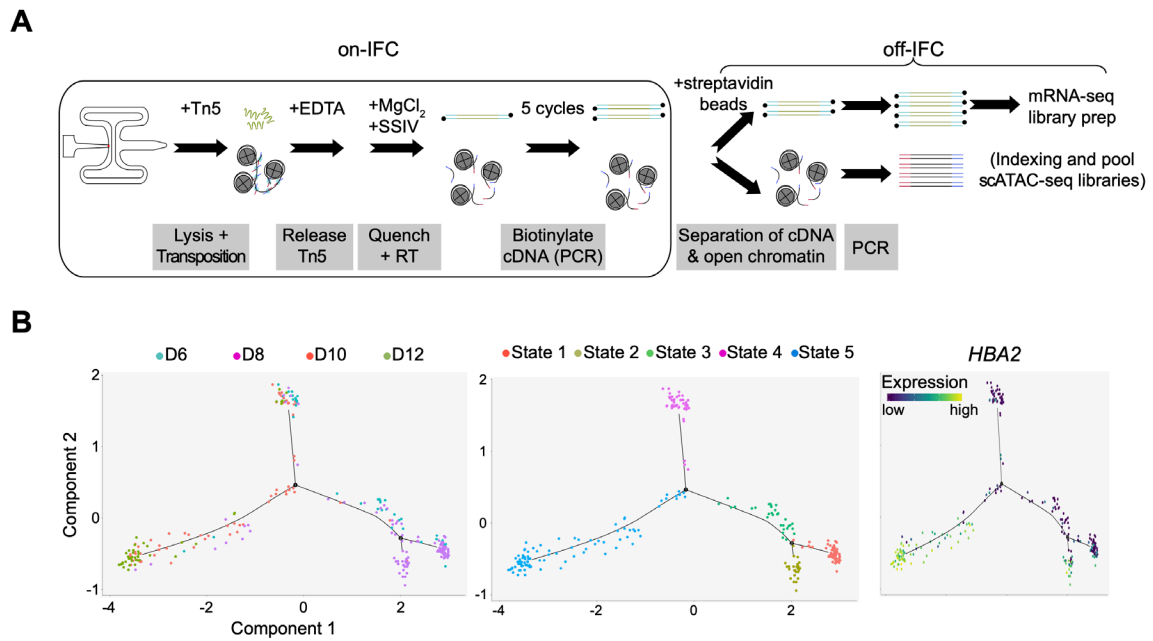 A
on-IFC
off-IFC
+Tn5
+EDTA
+MgCl2
+SSIV
5 cycles
+streptavidin
beads
mRNA-seq
library prep
(Indexing and pool
scATAC-seq libraries)
Lysis +
Transposition
Release
Tn5
Quench
+ RT
Biotinylate
cDNA (PCR)
Separation of cDNA
& open chromatin
PCR
B
D6 D8 D10 D12
State 1 State 2 State 3 State 4 State 5
HBA2
Expression
low high
Component 2
2
1
0
-1
-4 -2 0 2
Component 1
2
1
0
-1
-4 -2 0 2